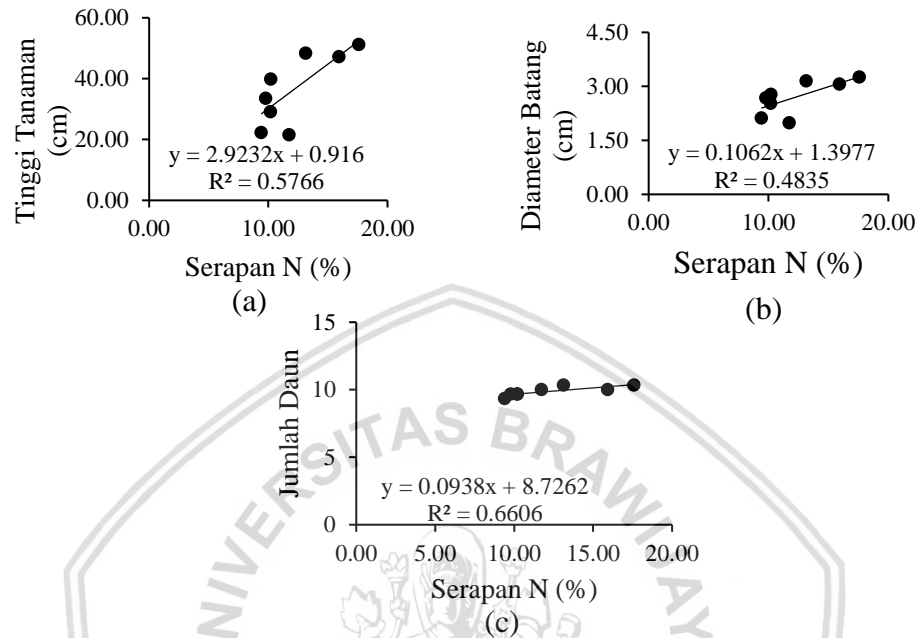 Tinggi Tanaman
(cm)
60.00
40.00
20.00
0.00
y = 2.9232x + 0.916
R² = 0.5766
0.00 10.00 20.00
Serapan N (%)
(a)
Diameter Batang
(cm)
4.50
3.00
1.50
0.00
y = 0.1062x + 1.3977
R² = 0.4835
0.00 10.00 20.00
Serapan N (%)
(b)
Jumlah Daun
15
10
5
0
y = 0.0938x + 8.7262
R² = 0.6606
0.00 5.00 10.00 15.00 20.00
Serapan N (%)
(c)
UNIVERSITAS BRAWIJAYA